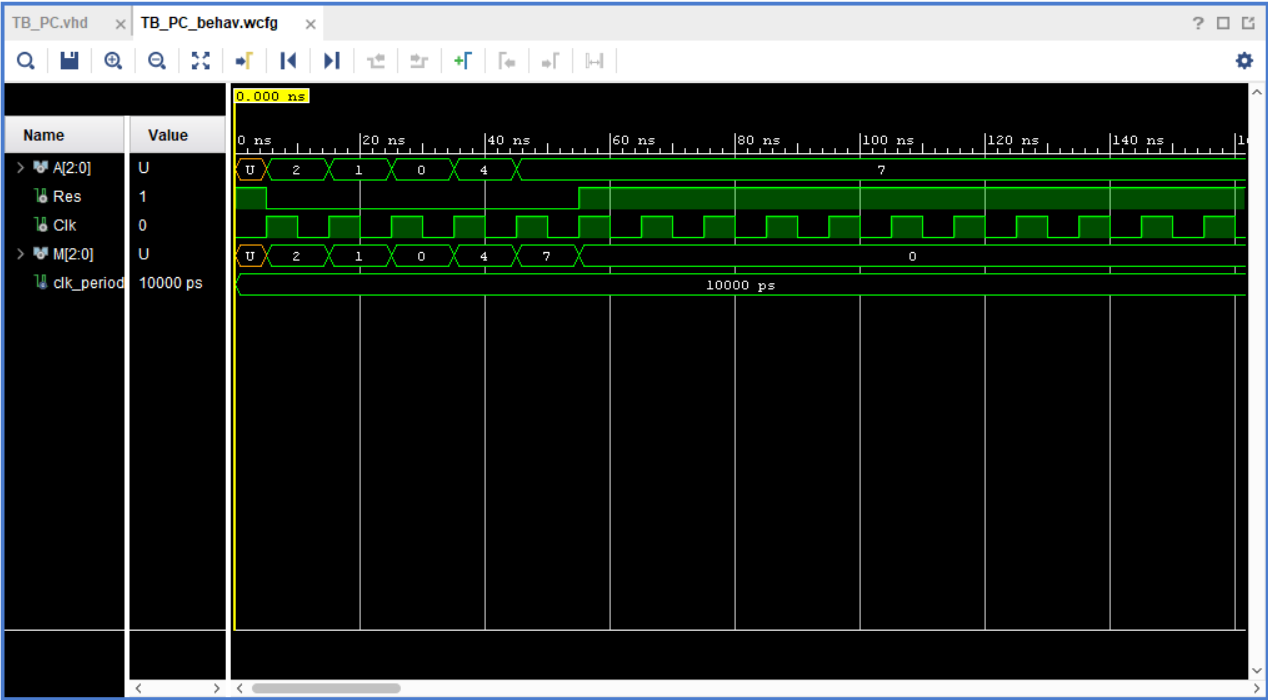 TB_PC.vhd × TB_PC_behav.wcfg × ?
0.000 ns
Name Value
0 ns 20 ns 40 ns 60 ns 80 ns 100 ns 120 ns 140 ns
A[2:0] U U 2 1 0 4 7
Res 1
Clk 0
M[2:0] U U 2 1 0 4 7 0
clk_period 10000 ps 10000 ps